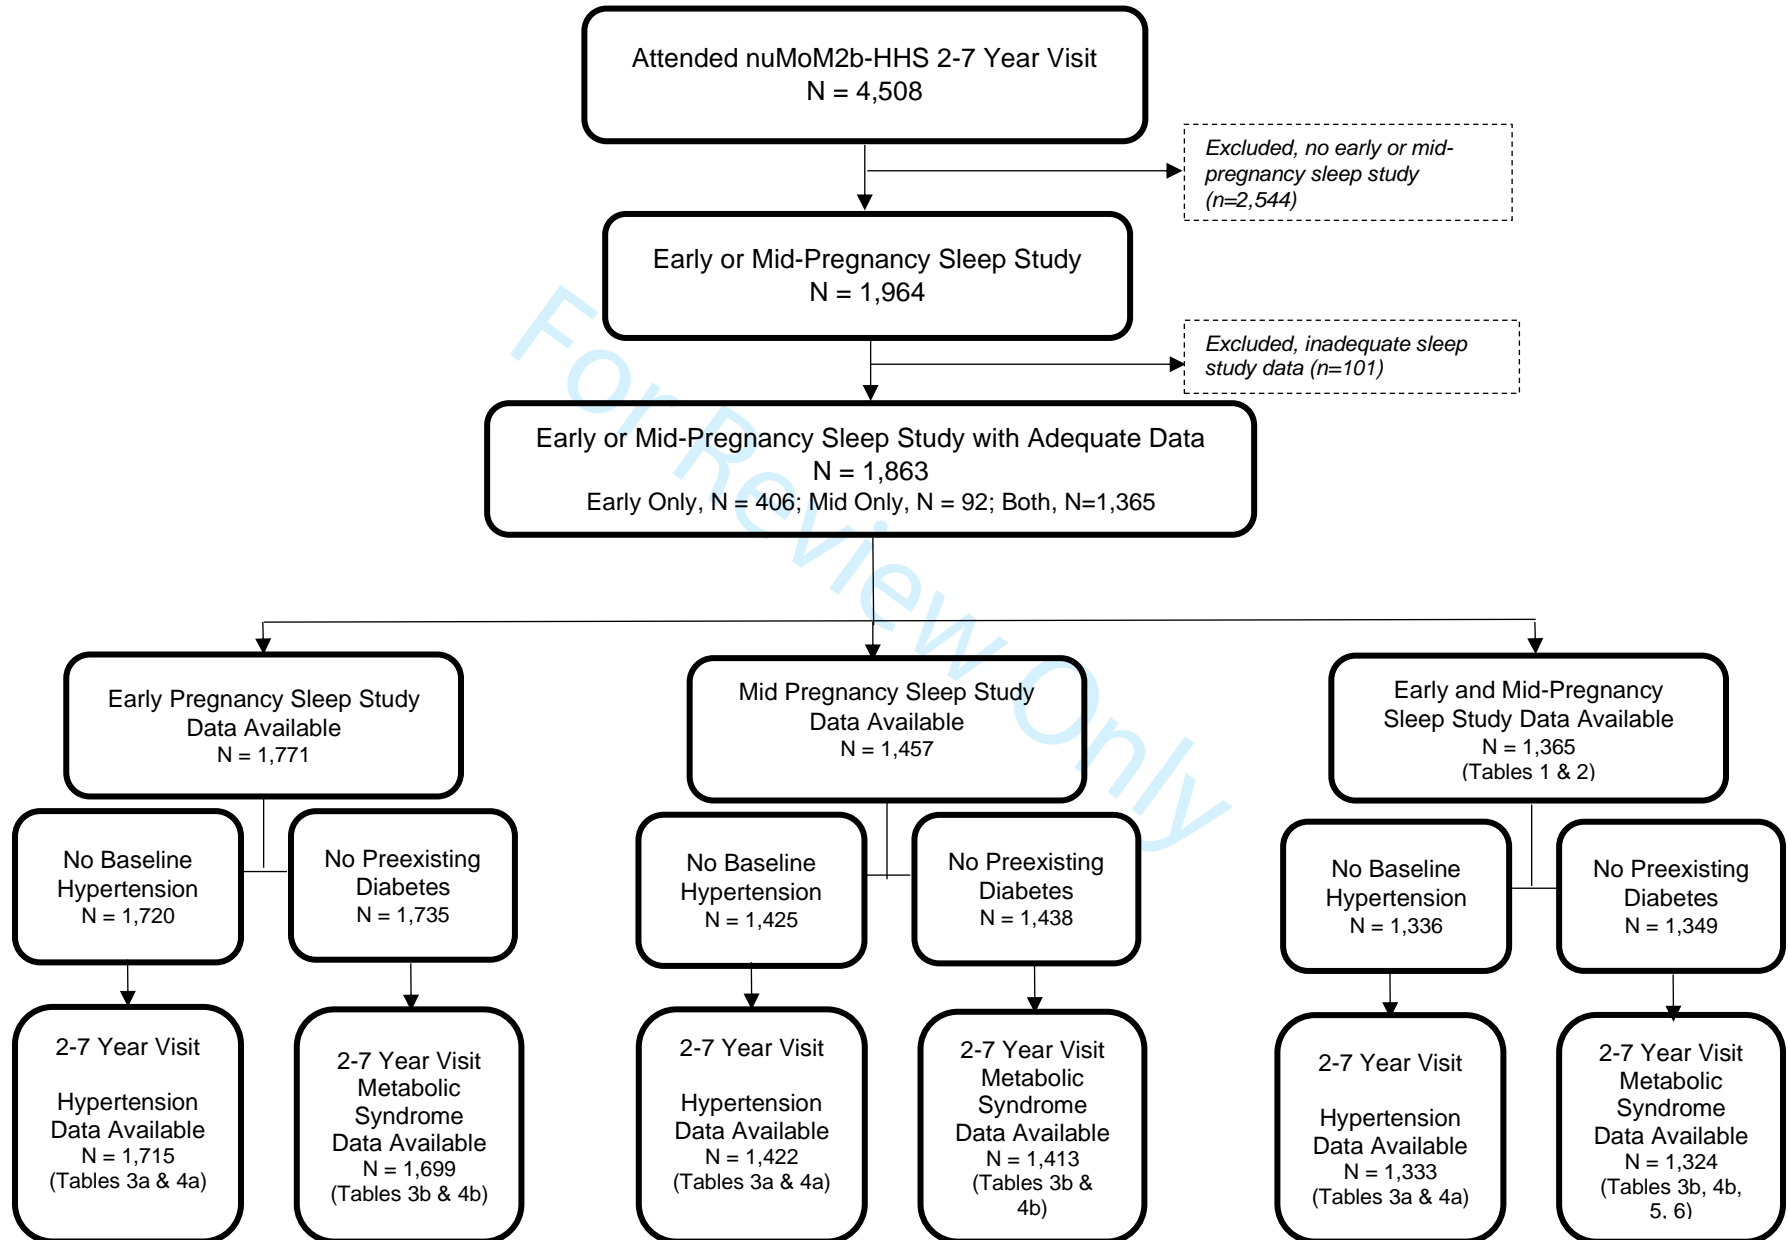 Attended nuMoM2b-HHS 2-7 Year Visit
N = 4,508
Excluded, no early or mid-
pregnancy sleep study
(n=2,544)
Early or Mid-Pregnancy Sleep Study
N = 1,964
Excluded, inadequate sleep
study data (n=101)
Early or Mid-Pregnancy Sleep Study with Adequate Data
N = 1,863
Early Only, N = 406; Mid Only, N = 92; Both, N=1,365
For Review Only
Early Pregnancy Sleep Study
Data Available
N = 1,771
Mid Pregnancy Sleep Study
Data Available
N = 1,457
Early and Mid-Pregnancy
Sleep Study Data Available
N = 1,365
(Tables 1 & 2)
No Baseline
Hypertension
N = 1,720
No Preexisting
Diabetes
N = 1,735
No Baseline
Hypertension
N = 1,425
No Preexisting
Diabetes
N = 1,438
No Baseline
Hypertension
N = 1,336
No Preexisting
Diabetes
N = 1,349
2-7 Year Visit
Hypertension
Data Available
N = 1,715
(Tables 3a & 4a)
2-7 Year Visit
Metabolic
Syndrome
Data Available
N = 1,699
(Tables 3b & 4b)
2-7 Year Visit
Hypertension
Data Available
N = 1,422
(Tables 3a & 4a)
2-7 Year Visit
Metabolic
Syndrome
Data Available
N = 1,413
(Tables 3b &
4b)
2-7 Year Visit
Hypertension
Data Available
N = 1,333
(Tables 3a & 4a)
2-7 Year Visit
Metabolic
Syndrome
Data Available
N = 1,324
(Tables 3b, 4b,
5, 6)